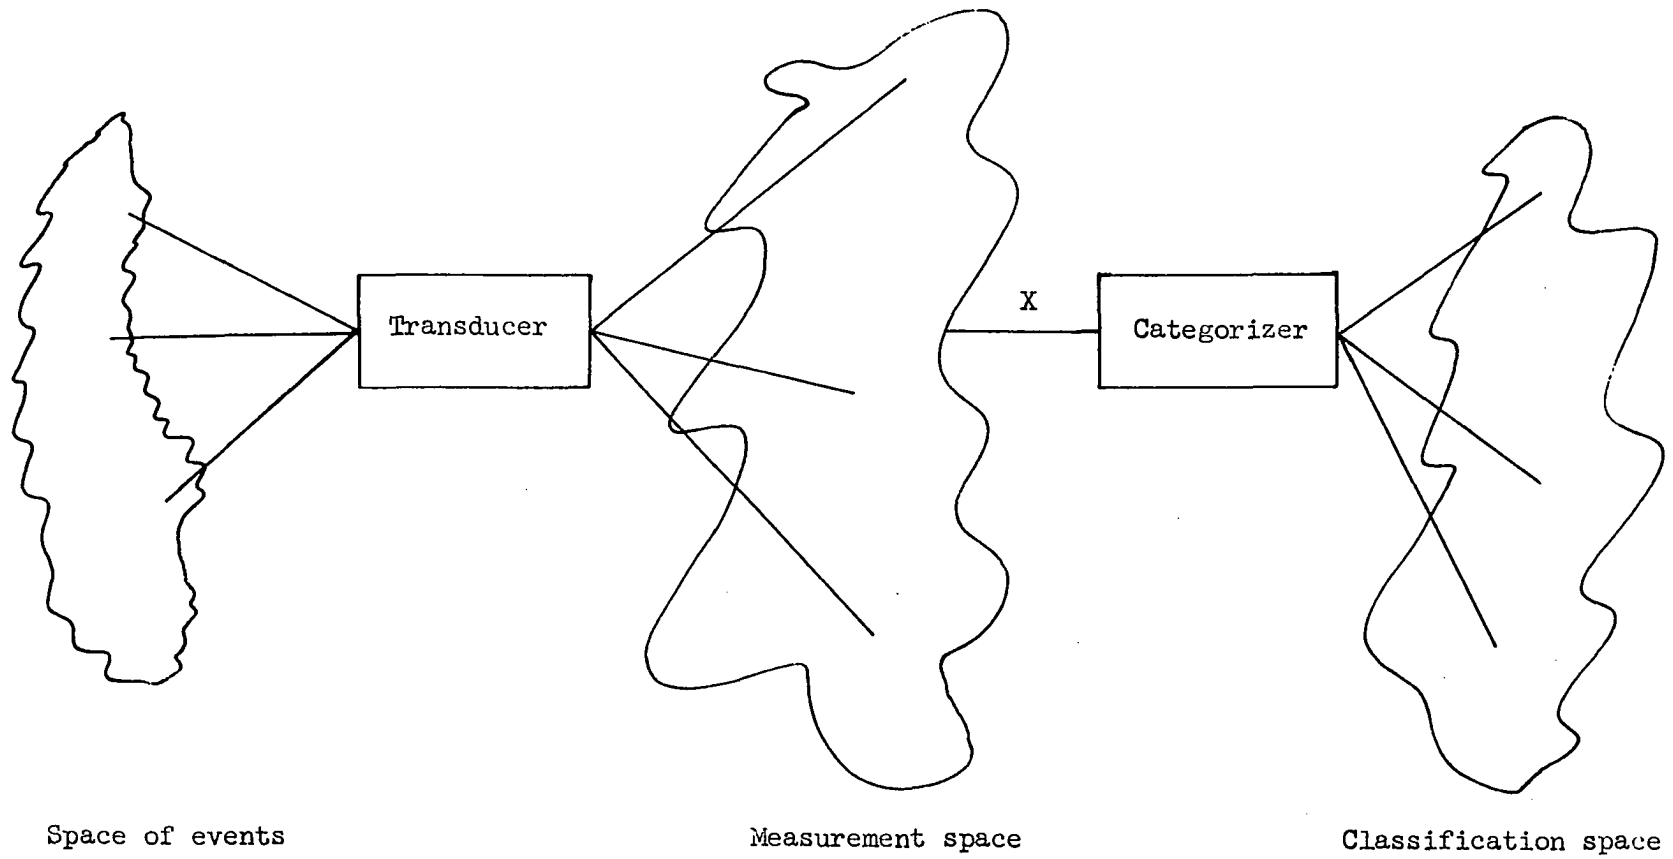 X
Transducer
Categorizer
Space of events
Measurement space
Classification space